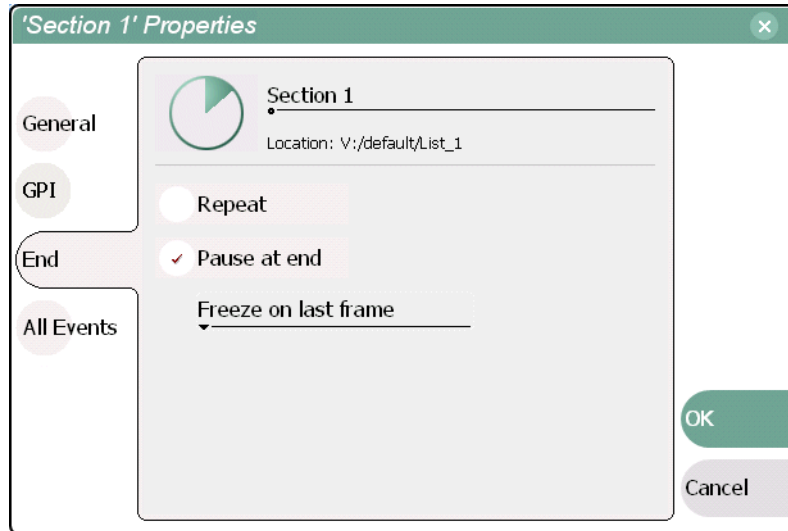 'Section 1' Properties
General
GPI
End
All Events
Section 1
Location: V:/default/List_1
Repeat
Pause at end
Freeze on last frame
OK
Cancel